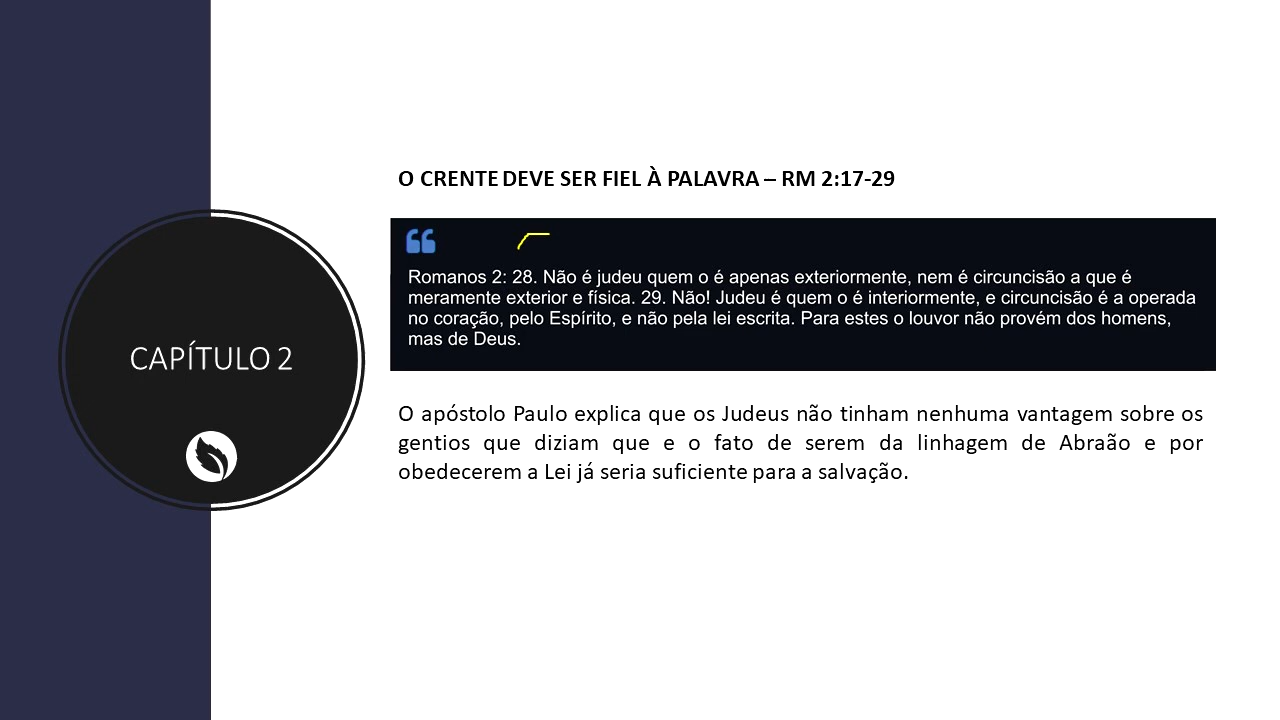 O CRENTE DEVE SER FIEL À PALAVRA – RM 2:17-29
Romanos 2: 28. Não é judeu quem o é apenas exteriormente, nem é circuncisão a que é
meramente exterior e física. 29. Não! Judeu é quem o é interiormente, e circuncisão é a operada
no coração, pelo Espírito, e não pela lei escrita. Para estes o louvor não provém dos homens,
mas de Deus.
CAPÍTULO 2
O apóstolo Paulo explica que os Judeus não tinham nenhuma vantagem sobre os
gentios que diziam que e o fato de serem da linhagem de Abraão e por
obedecerem a Lei já seria suficiente para a salvação.